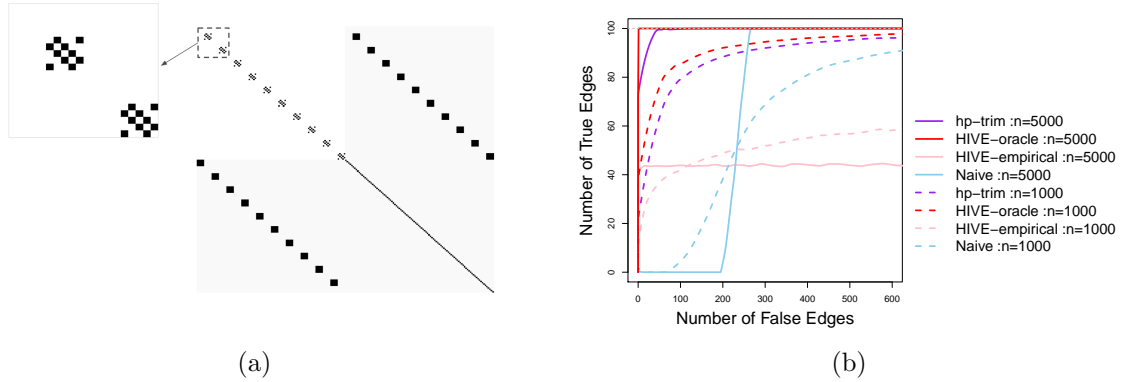 Number of True Edges
100
80
60
40
20
0
0 100 200 300 400 500 600
Number of False Edges
hp−trim :n=5000
HIVE−oracle :n=5000
HIVE−empirical :n=5000
Naive :n=5000
hp−trim :n=1000
HIVE−oracle :n=1000
HIVE−empirical :n=1000
Naive :n=1000
(a)
(b)